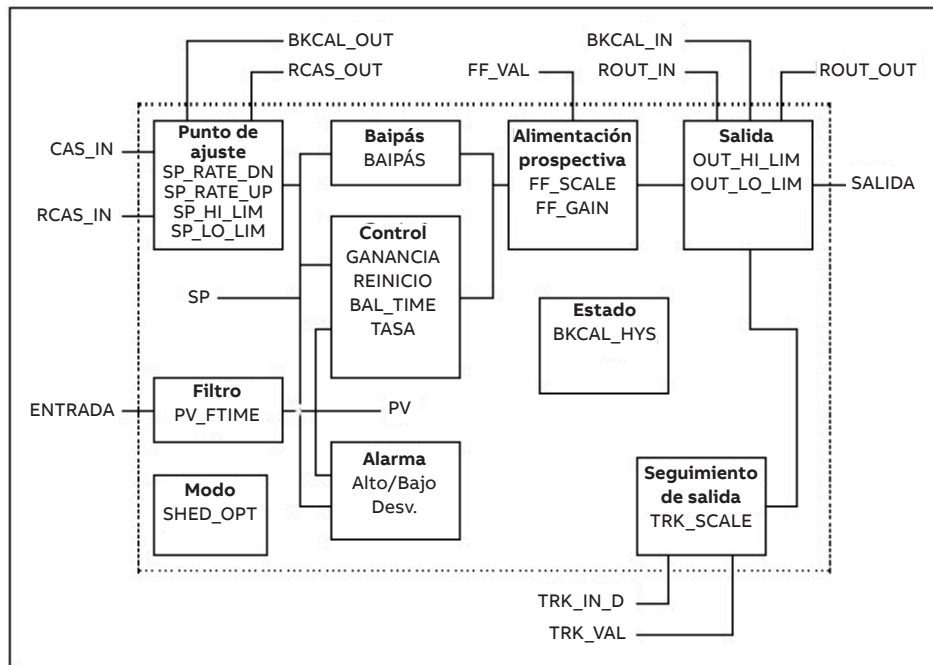 BKCAL_OUT
RCAS_OUT
FF_VAL
BKCAL_IN
ROUT_IN
ROUT_OUT
CAS_IN
RCAS_IN
Punto de
ajuste
SP_RATE_DN
SP_RATE_UP
SP_HI_LIM
SP_LO_LIM
Baipás
BAIPÁS
Alimentación
prospectiva
FF_SCALE
FF_GAIN
Salida
OUT_HI_LIM
OUT_LO_LIM
SALIDA
Control
GANANCIA
REINICIO
BAL_TIME
TASA
SP
Estado
BKCAL_HYS
ENTRADA
Filtro
PV_FTIME
PV
Modo
SHED_OPT
Alarma
Alto/Bajo
Desv.
Seguimiento
de salida
TRK_SCALE
TRK_IN_D
TRK_VAL